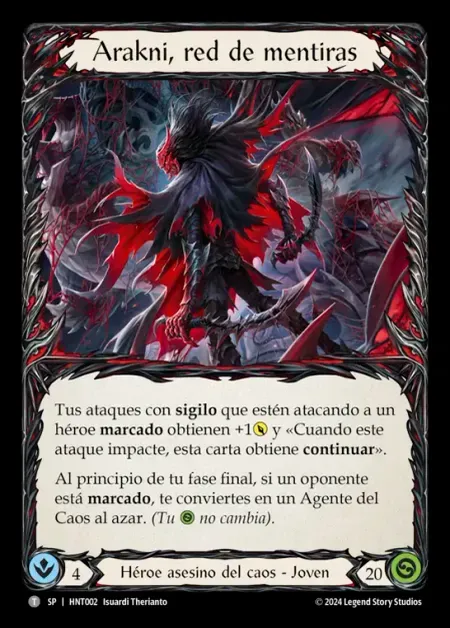 Arakni, red de mentiras
Tus ataques con sigilo que estén atacando a un
héroe marcado obtienen +1 y «Cuando este
ataque impacte, esta carta obtiene continuar».
Al principio de tu fase final, si un oponente
está marcado, te conviertes en un Agente del
Caos al azar. (Tu no cambia).
4 Héroe asesino del caos - Joven 20
T SP | HNT002 Isuardi Therianto © 2024 Legend Story Studios